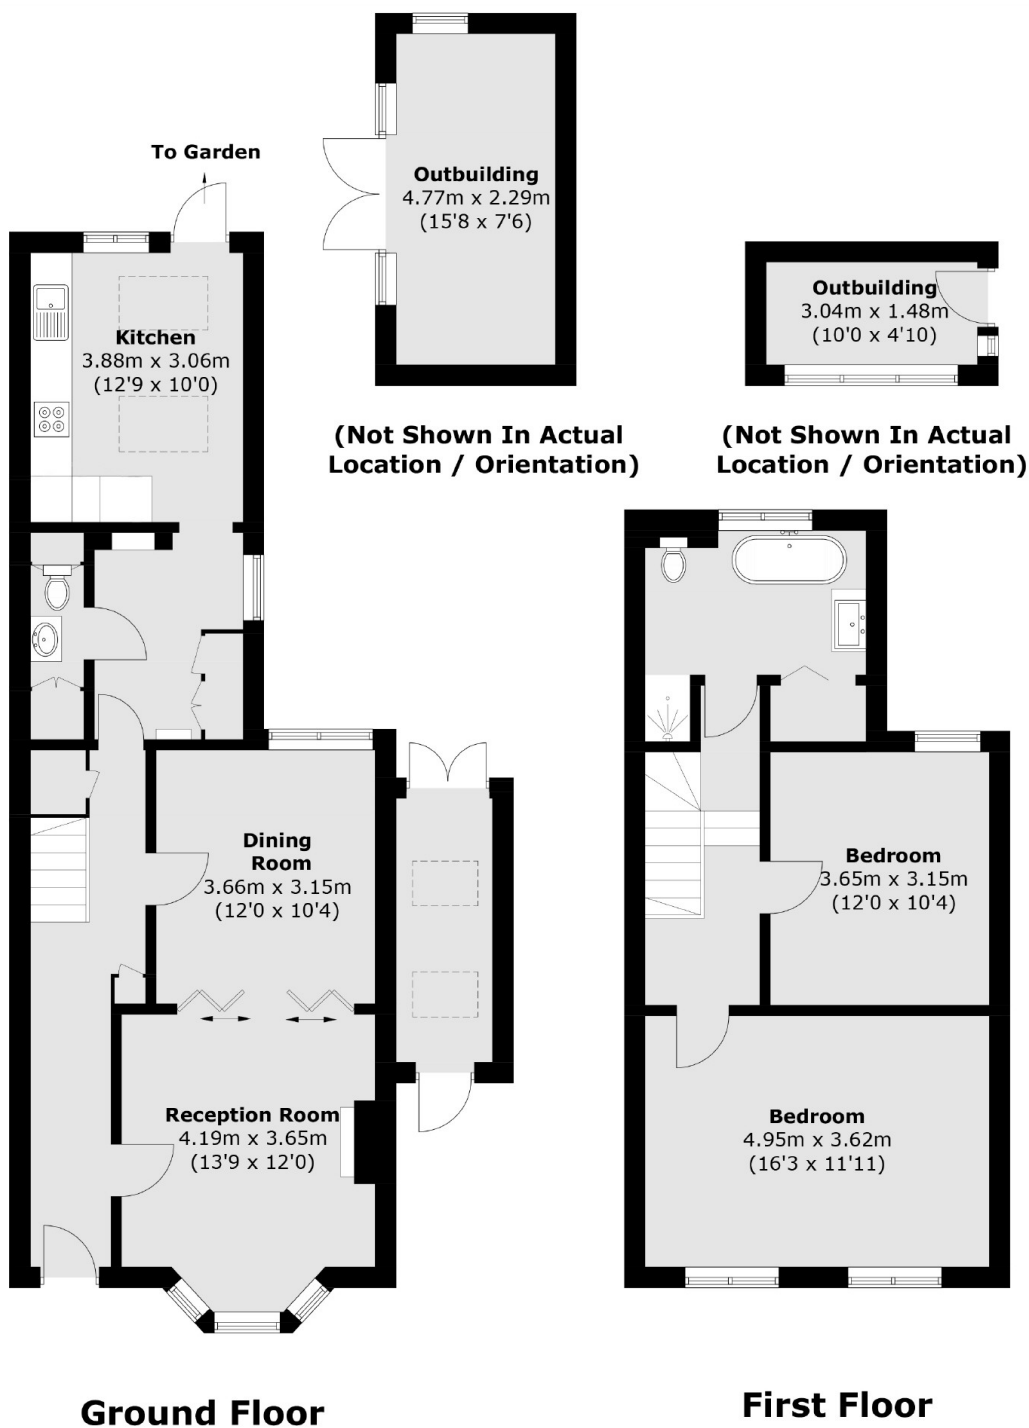 To Garden
Outbuilding
4.77m x 2.29m
(15'8 x 7'6)
Outbuilding
3.04m x 1.48m
(10'0 x 4'10)
Kitchen
3.88m x 3.06m
(12'9 x 10'0)
(Not Shown In Actual
Location / Orientation)
(Not Shown In Actual
Location / Orientation)
Dining
Room
3.66m x 3.15m
(12'0 x 10'4)
Bedroom
3.65m x 3.15m
(12'0 x 10'4)
Reception Room
4.19m x 3.65m
(13'9 x 12'0)
Bedroom
4.95m x 3.62m
(16'3 x 11'11)
Ground Floor
First Floor